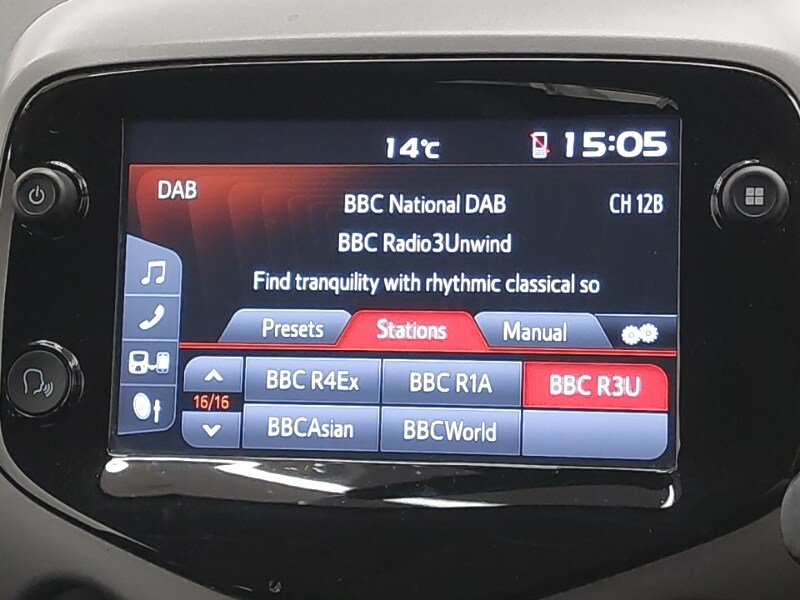 14°C 15:05
DAB
BBC National DAB CH 12B
BBC Radio3Unwind
Find tranquility with rhythmic classical so
Presets Stations Manual
BBC R4Ex BBC R1A BBC R3U
16/16
BBCAsian BBCWorld